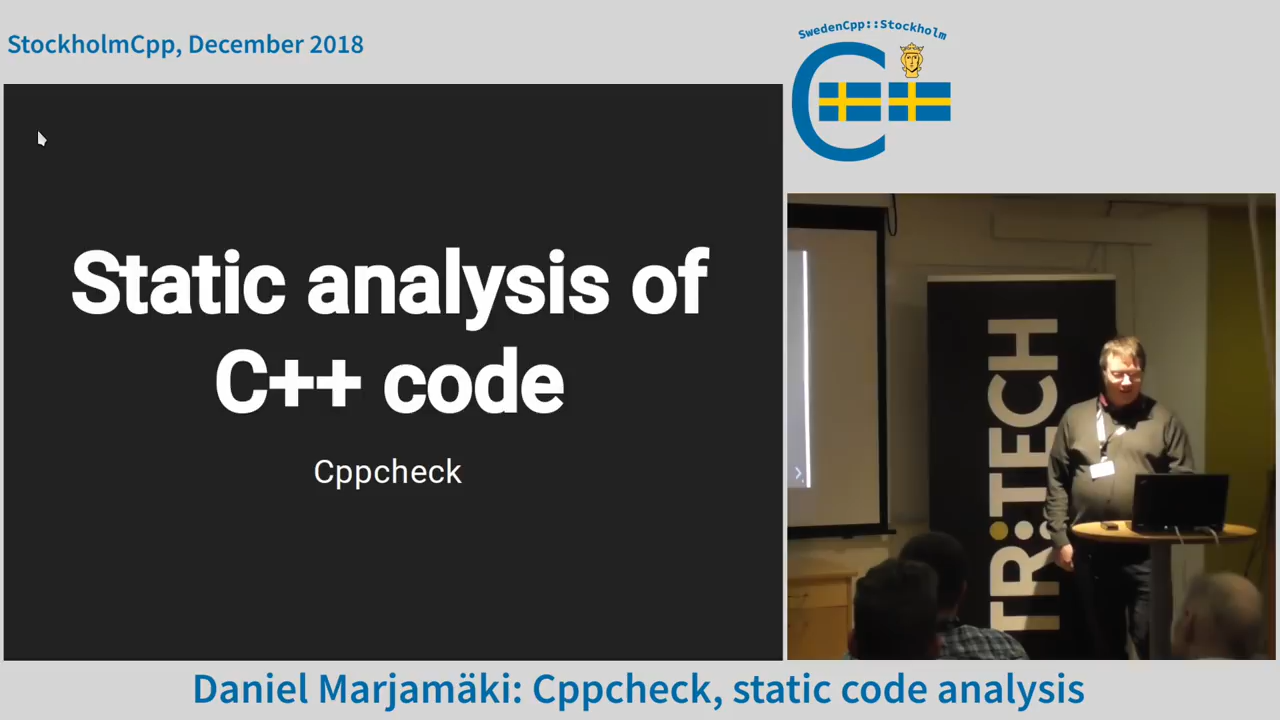 StockholmCpp, December 2018
SwedenCpp::Stockholm
C
Static analysis of
C++ code
Cppcheck
TR:TECH
Daniel Marjamäki: Cppcheck, static code analysis